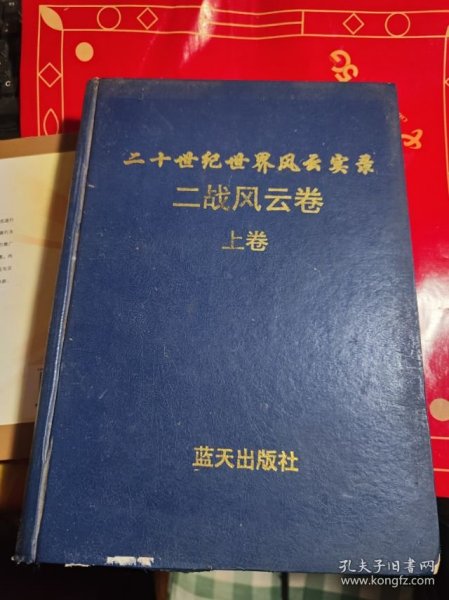 二十世纪世界风云实录
二战风云卷
上卷
蓝天出版社
孔夫子旧书网
www.kongfz.com